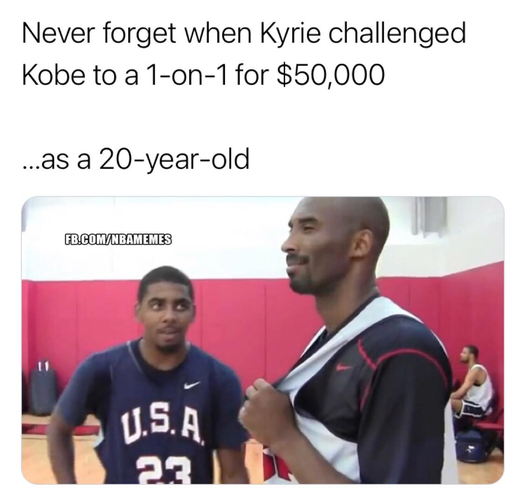 Never forget when Kyrie challenged
Kobe to a 1-on-1 for $50,000
...as a 20-year-old
FB.COM/NBAMEMES
U.S.A.
23